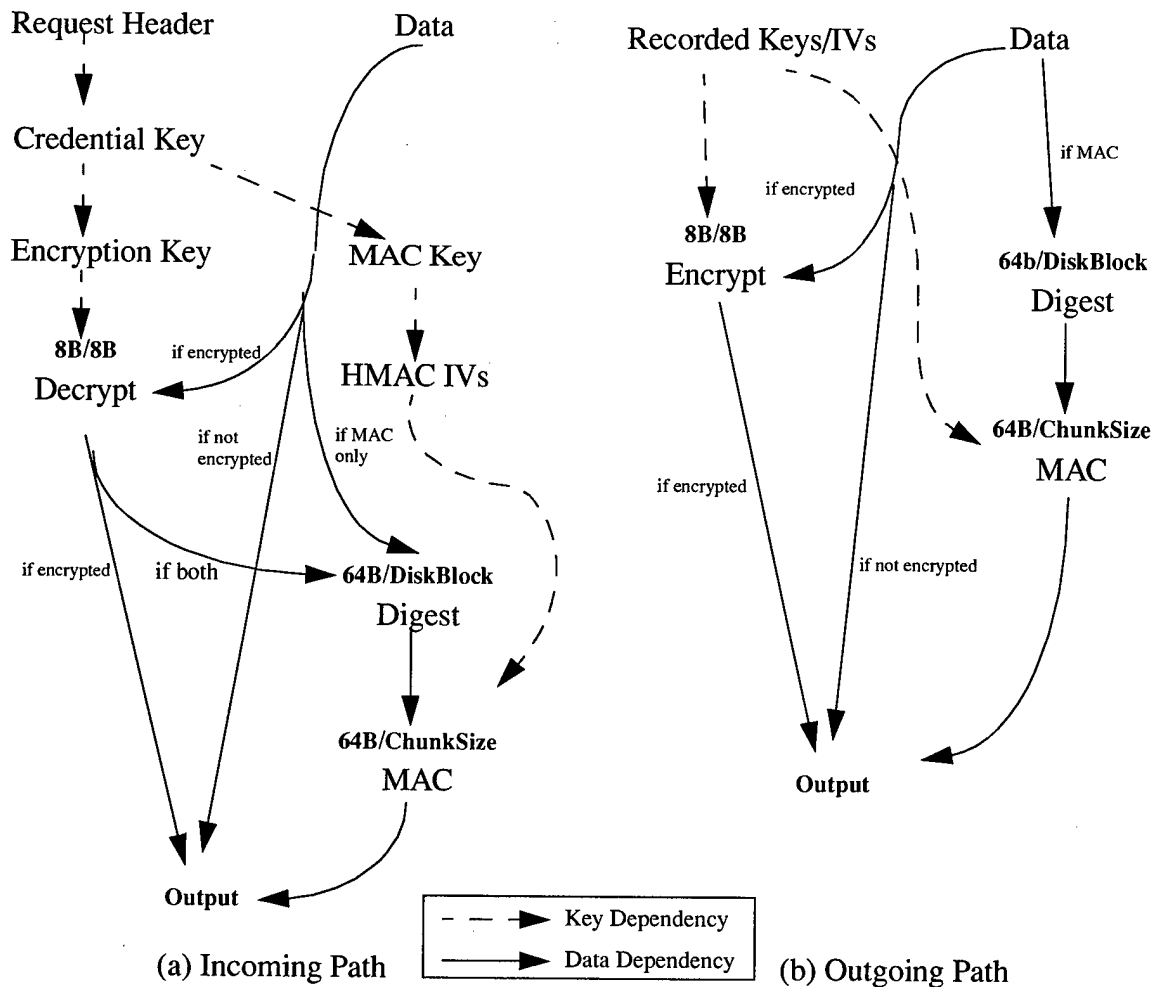 Request Header
Data
Credential Key
Encryption Key
MAC Key
8B/8B
Decrypt
if encrypted
HMAC IVs
if not
encrypted
if MAC
only
if encrypted
if both
64B/DiskBlock
Digest
64B/ChunkSize
MAC
Output
(a) Incoming Path
Recorded Keys/IVs
Data
if MAC
if encrypted
8B/8B
Encrypt
64b/DiskBlock
Digest
64B/ChunkSize
MAC
if encrypted
if not encrypted
Output
Key Dependency
Data Dependency
(b) Outgoing Path